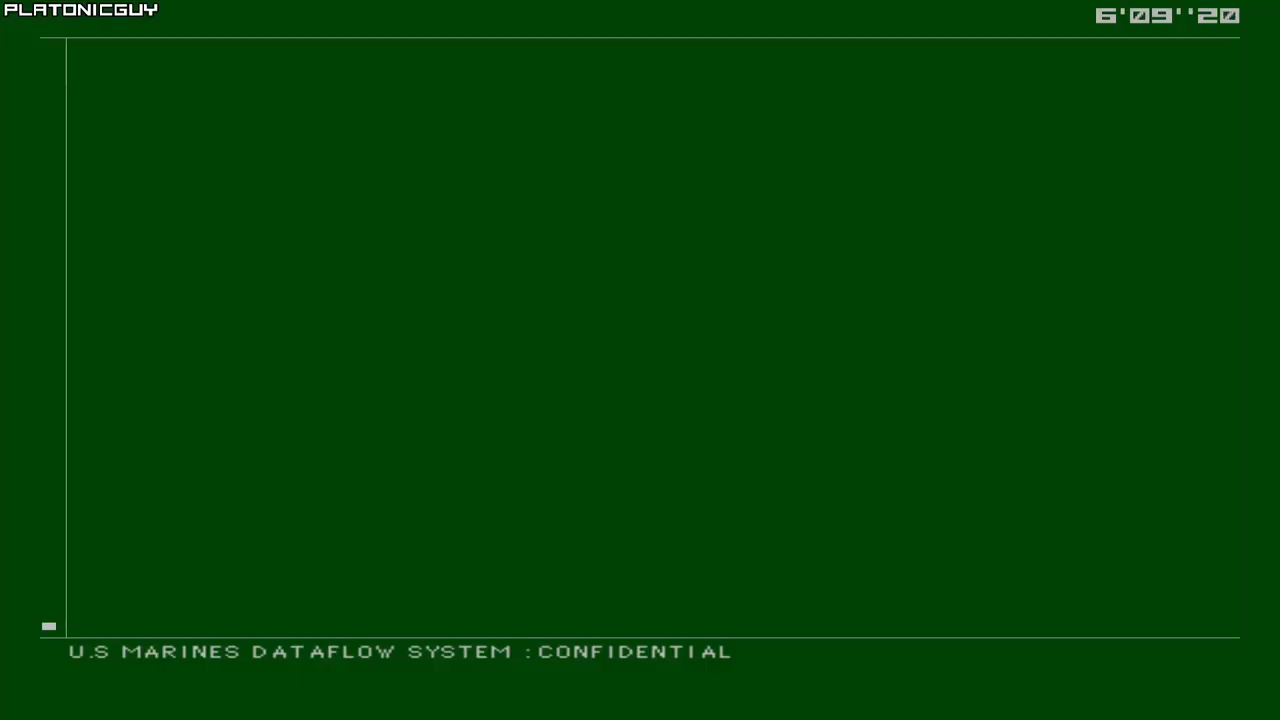 PLATONICGUY
6'09''20
U.S MARINES DATAFLOW SYSTEM :CONFIDENTIAL